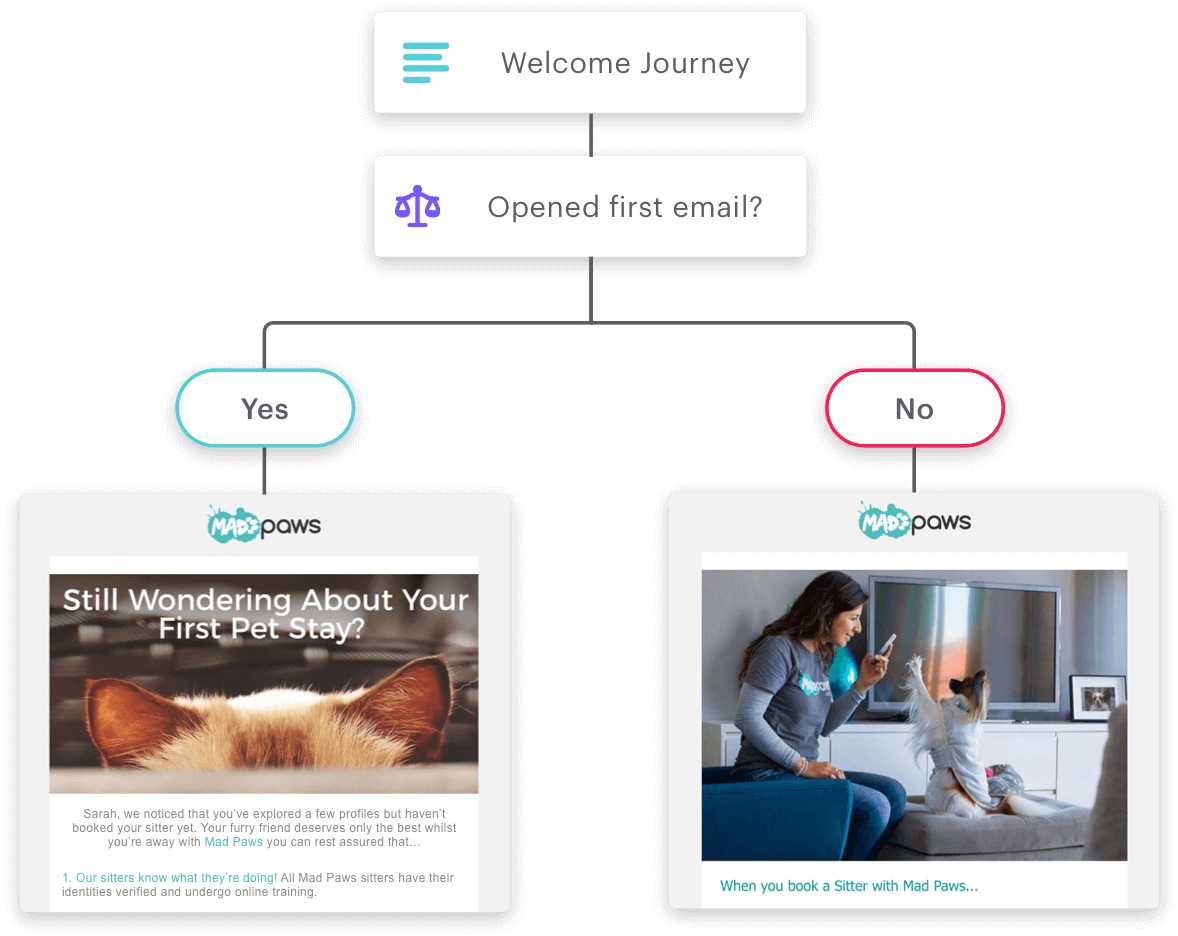 Welcome Journey
Opened first email?
Yes
No
MAD paws
Still Wondering About Your
First Pet Stay?
Sarah, we noticed that you’ve explored a few profiles but haven’t
booked your sitter yet. Your furry friend deserves only the best whilst
you’re away with Mad Paws you can rest assured that…
1. Our sitters know what they’re doing! All Mad Paws sitters have their
identities verified and undergo online training.
MAD paws
When you book a Sitter with Mad Paws...